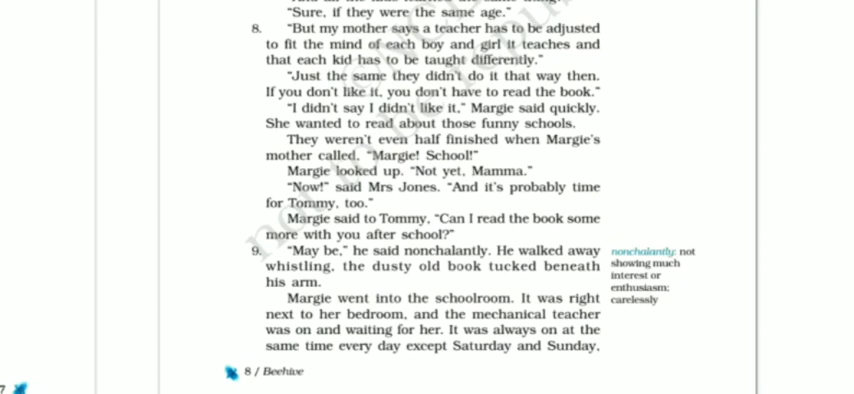 "Sure, if they were the same age."
8. "But my mother says a teacher has to be adjusted
to fit the mind of each boy and girl it teaches and
that each kid has to be taught differently."
"Just the same they didn't do it that way then.
If you don't like it, you don't have to read the book."
"I didn't say I didn't like it," Margie said quickly.
She wanted to read about those funny schools.
They weren't even half finished when Margie's
mother called, "Margie! School!"
Margie looked up. "Not yet, Mamma."
"Now!" said Mrs Jones. "And it's probably time
for Tommy, too."
Margie said to Tommy, "Can I read the book some
more with you after school?"
9. "May be," he said nonchalantly. He walked away
whistling, the dusty old book tucked beneath
his arm.
Margie went into the schoolroom. It was right
next to her bedroom, and the mechanical teacher
was on and waiting for her. It was always on at the
same time every day except Saturday and Sunday,
nonchalantly: not
showing much
interest or
enthusiasm;
carelessly
8 / Beehive
7
not to be repu